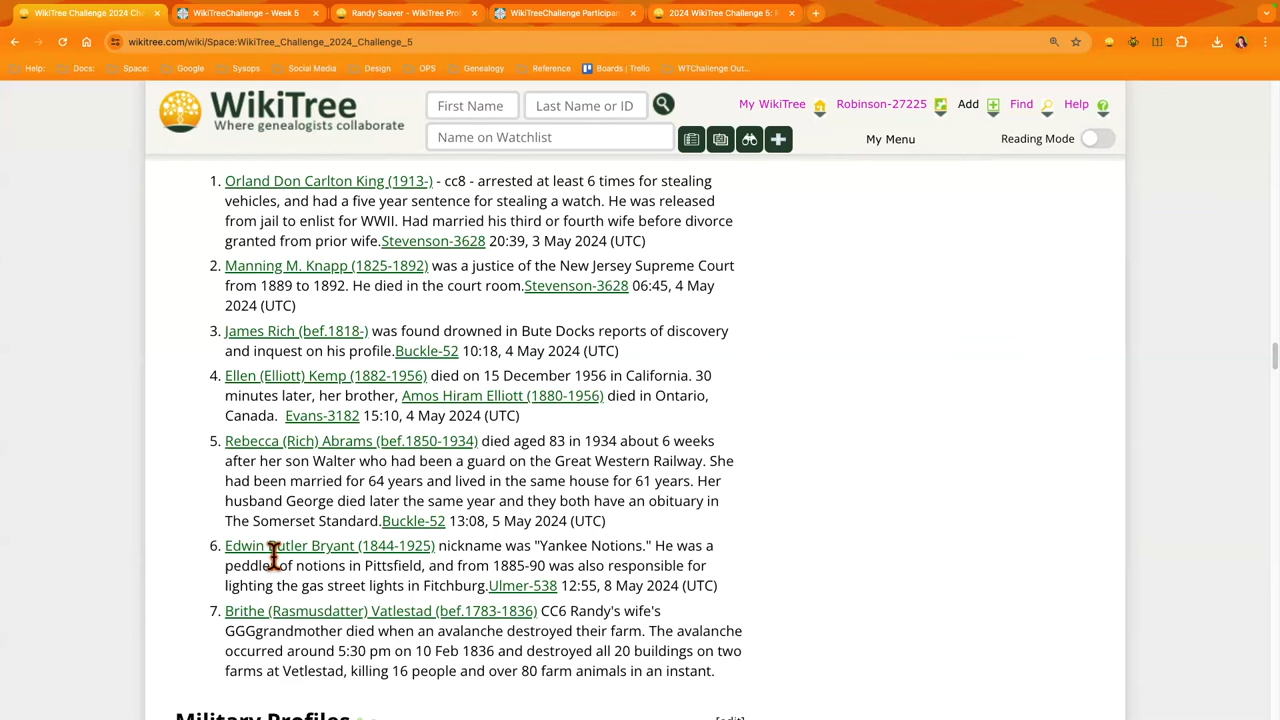 WikiTree Challenge 2024 Cha
WikiTreeChallenge - Week 5
Randy Seaver - WikiTree Pro
WikiTreeChallenge Participan
2024 WikiTree Challenge 5: R
wikitree.com/wiki/Space:WikiTree_Challenge_2024_Challenge_5
Help: Docs: Space: Google Sysops Social Media Design OPS Genealogy Reference Boards | Trello WTChallenge Out...
WikiTree
Where genealogists collaborate
First Name Last Name or ID
Name on Watchlist
My WikiTree Robinson-27225 Add Find Help
My Menu Reading Mode
1. Orland Don Carlton King (1913-) - cc8 - arrested at least 6 times for stealing
vehicles, and had a five year sentence for stealing a watch. He was released
from jail to enlist for WWII. Had married his third or fourth wife before divorce
granted from prior wife.Stevenson-3628 20:39, 3 May 2024 (UTC)
2. Manning M. Knapp (1825-1892) was a justice of the New Jersey Supreme Court
from 1889 to 1892. He died in the court room.Stevenson-3628 06:45, 4 May
2024 (UTC)
3. James Rich (bef.1818-) was found drowned in Bute Docks reports of discovery
and inquest on his profile.Buckle-52 10:18, 4 May 2024 (UTC)
4. Ellen (Elliott) Kemp (1882-1956) died on 15 December 1956 in California. 30
minutes later, her brother, Amos Hiram Elliott (1880-1956) died in Ontario,
Canada. Evans-3182 15:10, 4 May 2024 (UTC)
5. Rebecca (Rich) Abrams (bef.1850-1934) died aged 83 in 1934 about 6 weeks
after her son Walter who had been a guard on the Great Western Railway. She
had been married for 64 years and lived in the same house for 61 years. Her
husband George died later the same year and they both have an obituary in
The Somerset Standard.Buckle-52 13:08, 5 May 2024 (UTC)
6. Edwin Butler Bryant (1844-1925) nickname was "Yankee Notions." He was a
peddler of notions in Pittsfield, and from 1885-90 was also responsible for
lighting the gas street lights in Fitchburg.Ulmer-538 12:55, 8 May 2024 (UTC)
7. Brithe (Rasmusdatter) Vatlestad (bef.1783-1836) CC6 Randy's wife's
GGGgrandmother died when an avalanche destroyed their farm. The avalanche
occurred around 5:30 pm on 10 Feb 1836 and destroyed all 20 buildings on two
farms at Vetlestad, killing 16 people and over 80 farm animals in an instant.
Military Profiles [edit]